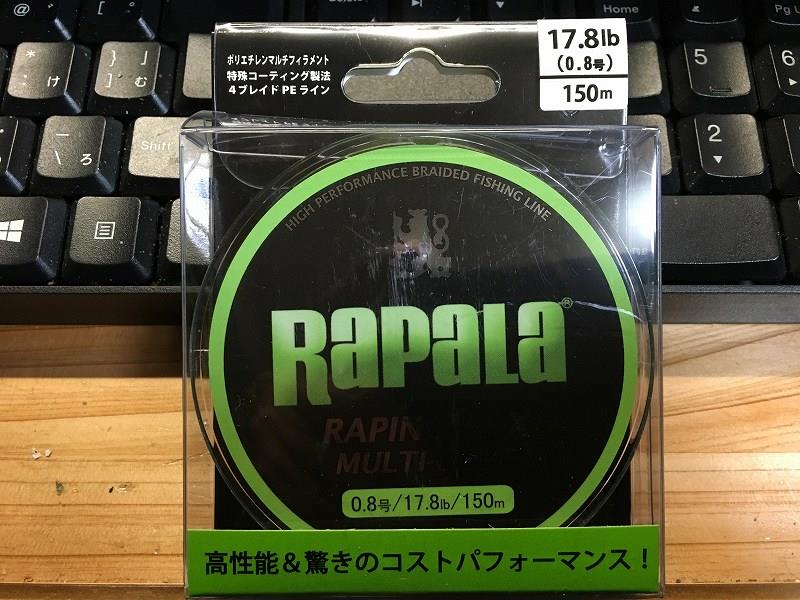 Home
Pg U
@
{
「
}
」
5
6
け
む
\
ろ
Shift
2
ポリエチレンマルチフィラメント
特殊コーティング製法
4ブレイドPEライン
17.8lb
(0.8号)
150m
HIGH PERFORMANCE BRAIDED FISHING LINE
Rapala®
RAPIN
MULTI-
0.8号/17.8lb/150m
高性能&驚きのコストパフォーマンス!